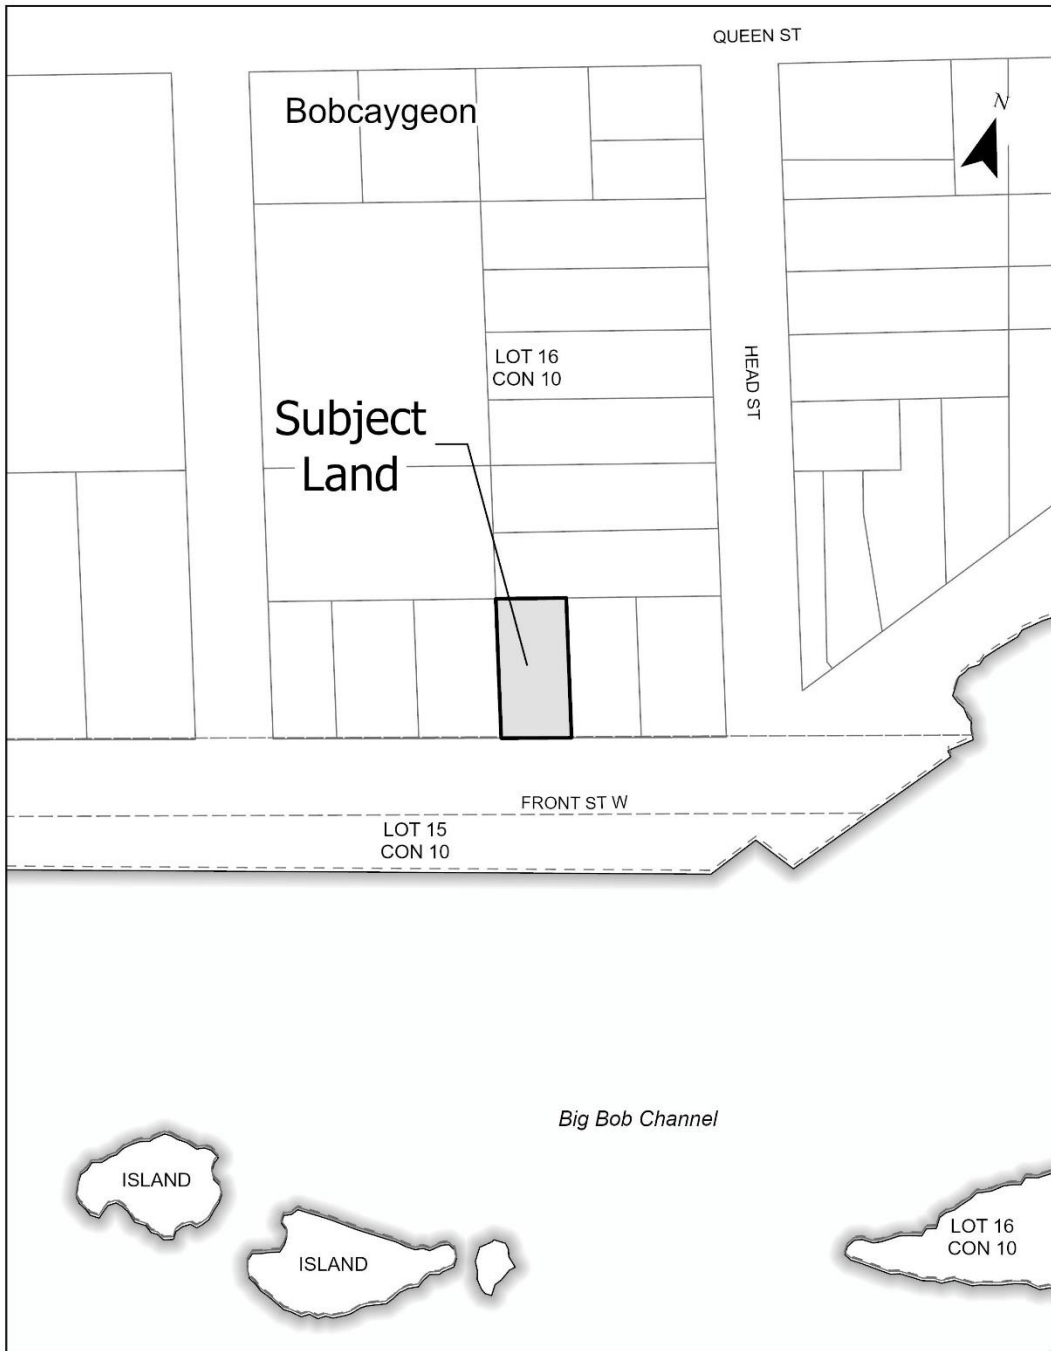 QUEEN ST
Bobcaygeon
N
HEAD ST
LOT 16
CON 10
Subject
Land
FRONT ST W
LOT 15
CON 10
Big Bob Channel
ISLAND
ISLAND
LOT 16
CON 10